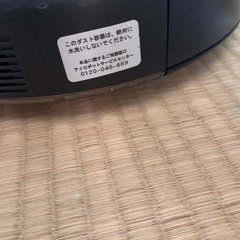 このダスト容器は、絶対に
水洗いしないでください。
本品に関するご相談窓口
アイロボットサービスセンター
0120-046-669